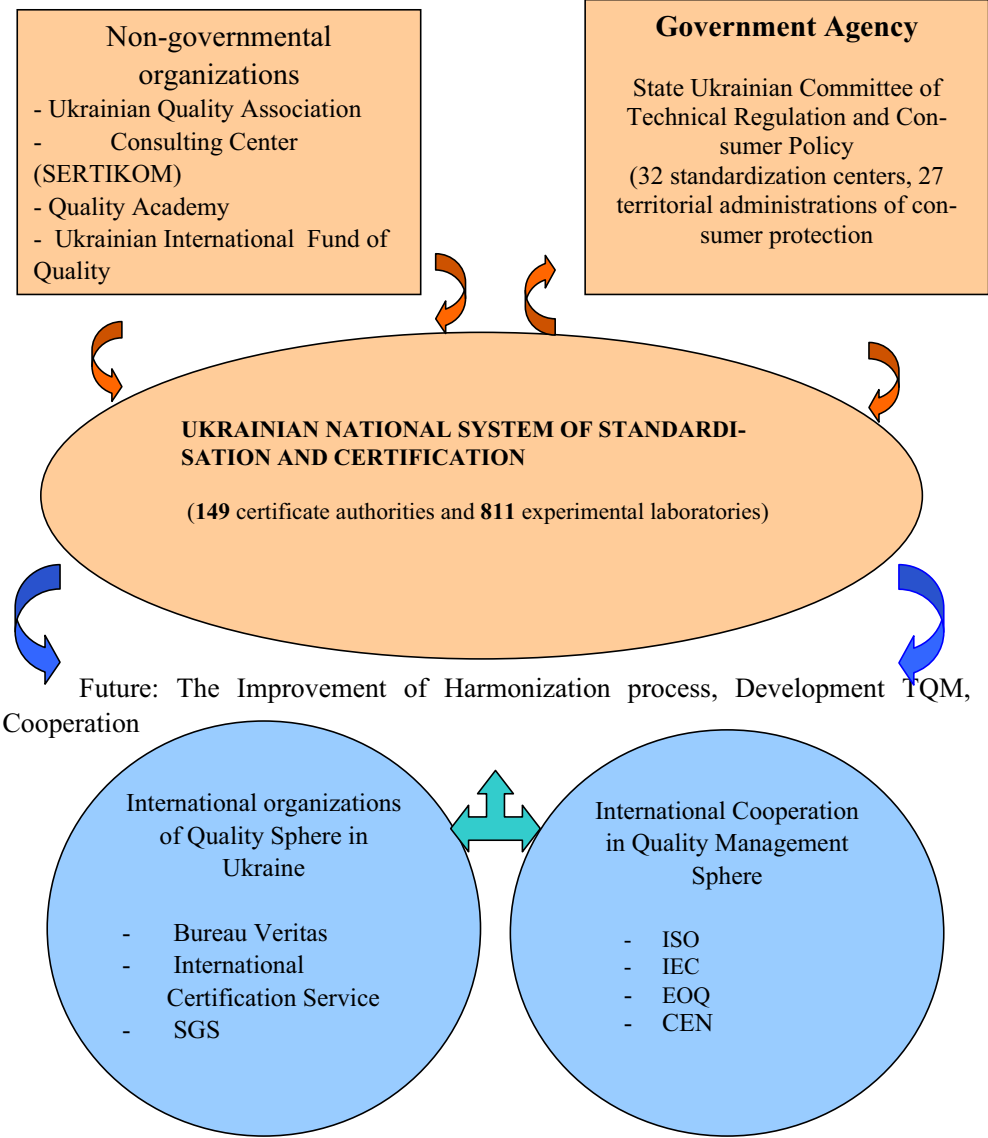 Non-governmental
organizations
- Ukrainian Quality Association
- Consulting Center
(SERTIKOM)
- Quality Academy
- Ukrainian International Fund of
Quality
Government Agency
State Ukrainian Committee of
Technical Regulation and Con-
sumer Policy
(32 standardization centers, 27
territorial administrations of con-
sumer protection
UKRAINIAN NATIONAL SYSTEM OF STANDARDI-
SATION AND CERTIFICATION
(149 certificate authorities and 811 experimental laboratories)
Future: The Improvement of Harmonization process, Development TQM,
Cooperation
International organizations
of Quality Sphere in
Ukraine
- Bureau Veritas
- International
Certification Service
- SGS
International Cooperation
in Quality Management
Sphere
- ISO
- IEC
- EOQ
- CEN